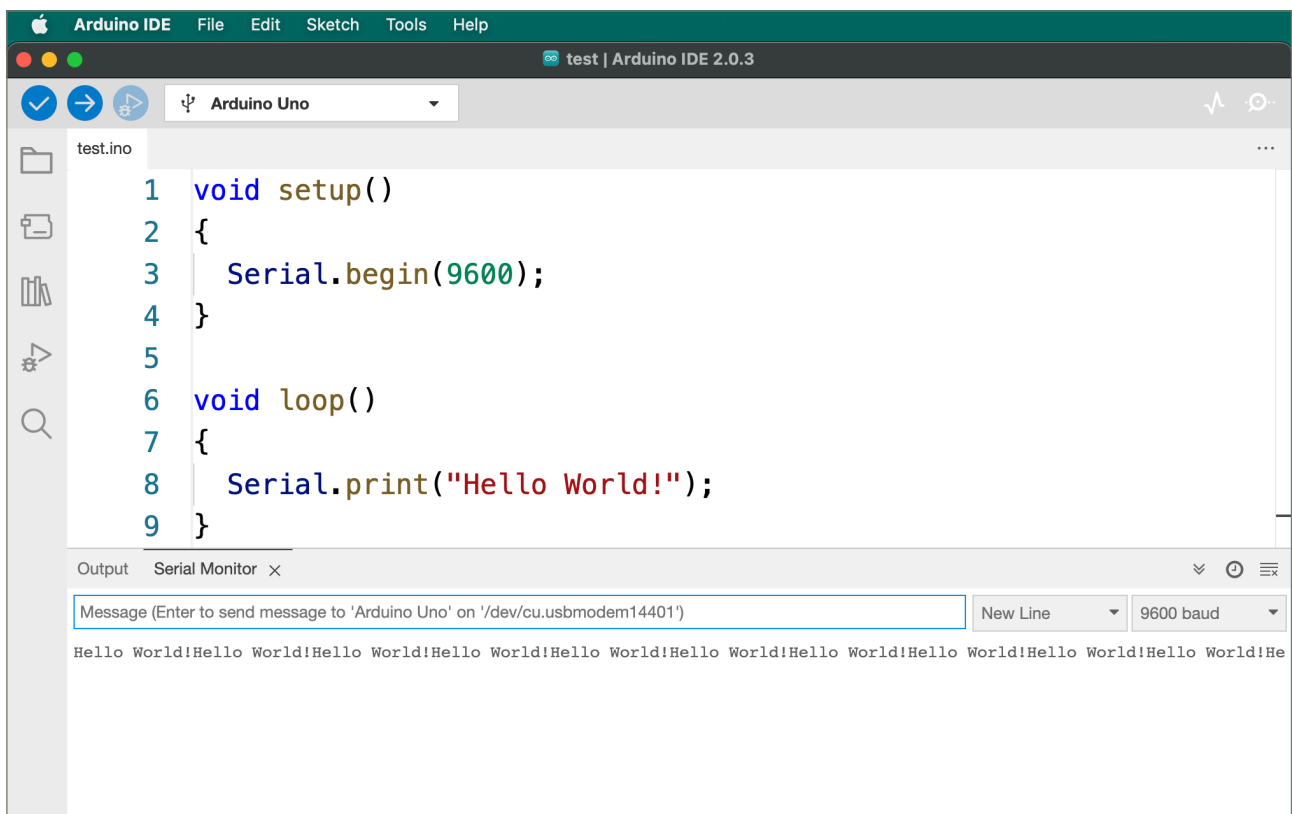 Arduino IDE File Edit Sketch Tools Help
test | Arduino IDE 2.0.3
Arduino Uno
test.ino
1 void setup()
2 {
3   Serial.begin(9600);
4 }
5
6 void loop()
7 {
8   Serial.print("Hello World!");
9 }
Output Serial Monitor
Message (Enter to send message to 'Arduino Uno' on '/dev/cu.usbmodem14401') New Line 9600 baud
Hello World!Hello World!Hello World!Hello World!Hello World!Hello World!Hello World!Hello World!Hello World!Hello World!He